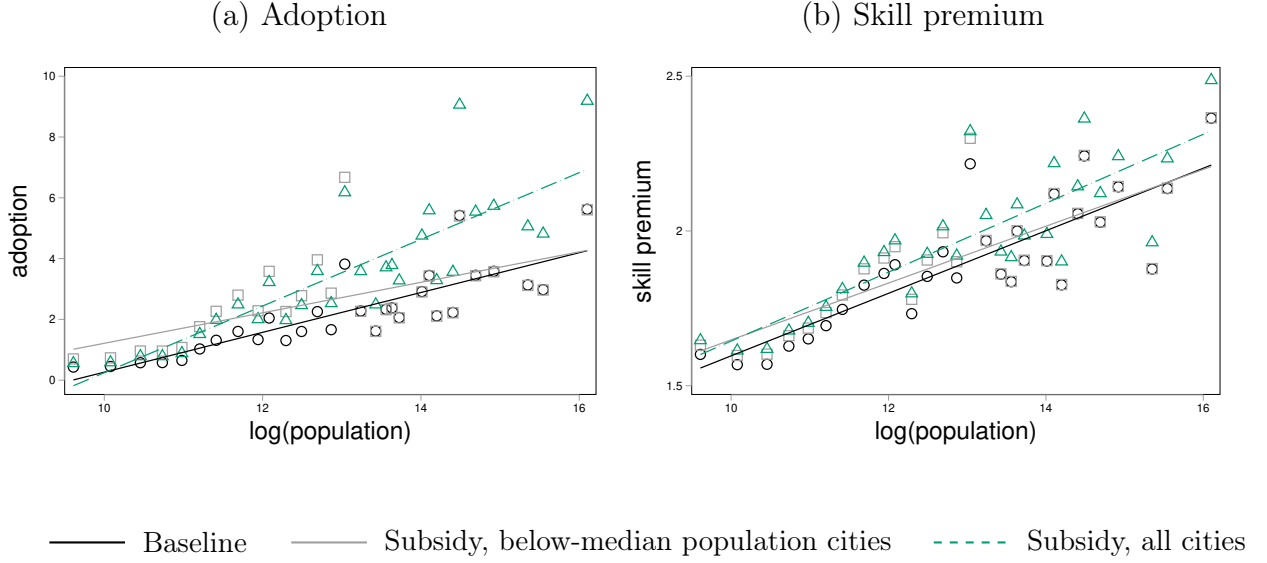 (a) Adoption
(b) Skill premium
10
8
6
4
2
0
adoption
10
12
14
16
log(population)
2.5
2
1.5
skill premium
10
12
14
16
log(population)
Baseline
Subsidy, below-median population cities
Subsidy, all cities